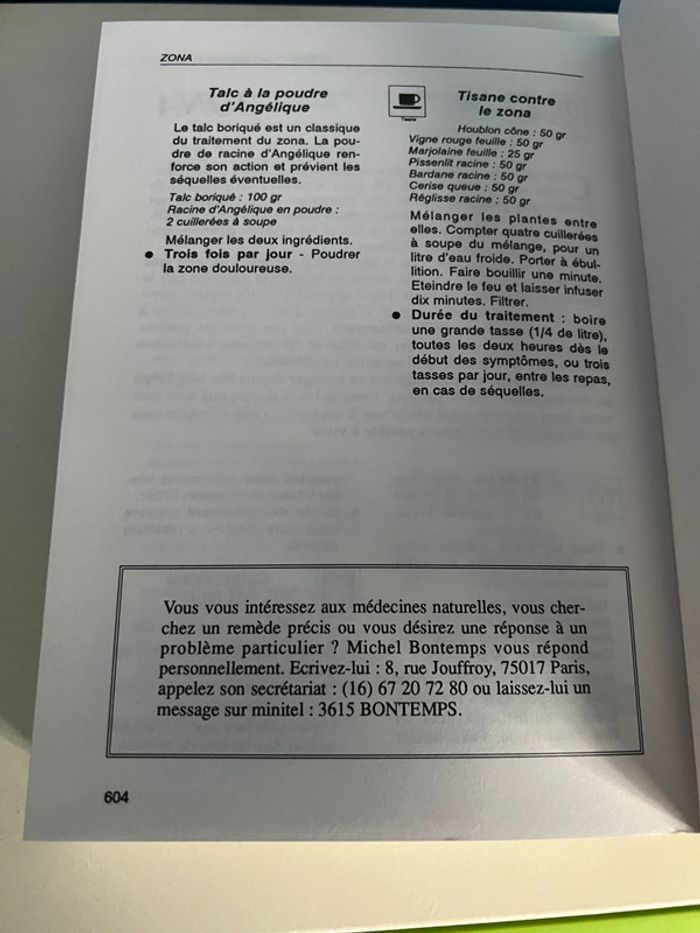 ZONA
Talc à la poudre
d'Angélique
Le talc boriqué est un classique
du traitement du zona. La pou-
dre de racine d'Angélique ren-
force son action et prévient les
séquelles éventuelles.
Talc boriqué : 100 gr
Racine d'Angélique en poudre :
2 cuillerées à soupe
Mélanger les deux ingrédients.
● Trois fois par jour - Poudrer
la zone douloureuse.
Tisane
Tisane contre
le zona
Houblon cône : 50 gr
Vigne rouge feuille : 50 gr
Marjolaine feuille : 25 gr
Pissenlit racine : 50 gr
Bardane racine : 50 gr
Cerise queue : 50 gr
Réglisse racine : 50 gr
Mélanger les plantes entre
elles. Compter quatre cuillerées
à soupe du mélange, pour un
litre d'eau froide. Porter à ébul-
lition. Faire bouillir une minute.
Eteindre le feu et laisser infuser
dix minutes. Filtrer.
● Durée du traitement : boire
une grande tasse (1/4 de litre),
toutes les deux heures dès le
début des symptômes, ou trois
tasses par jour, entre les repas,
en cas de séquelles.
Vous vous intéressez aux médecines naturelles, vous cher-
chez un remède précis ou vous désirez une réponse à un
problème particulier ? Michel Bontemps vous répond
personnellement. Ecrivez-lui : 8, rue Jouffroy, 75017 Paris,
appelez son secrétariat : (16) 67 20 72 80 ou laissez-lui un
message sur minitel : 3615 BONTEMPS.
604